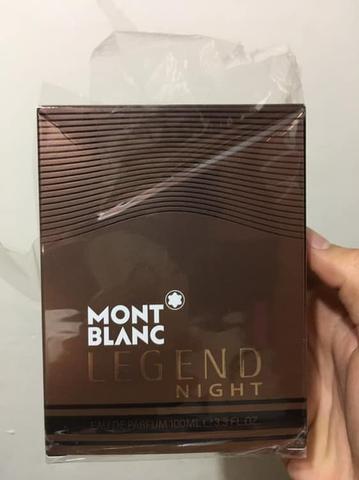 MONT
BLANC
LEGEND
NIGHT
EAU DE PARFUM 100ML ℮ 3.3 FL.OZ